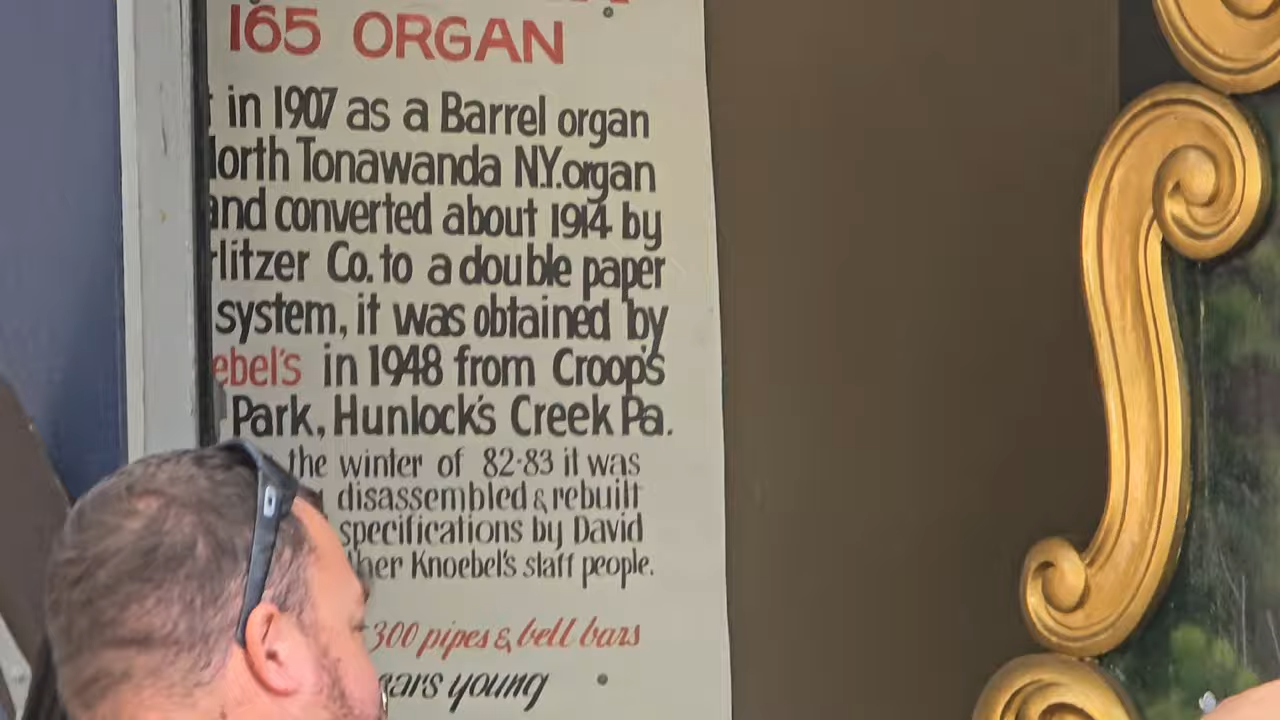 165 ORGAN
in 1907 as a Barrel organ
orth Tonawanda N.Y. organ
and converted about 1914 by
rlitzer Co. to a double paper
system, it was obtained by
ebel's in 1948 from Croop's
Park, Hunlock's Creek Pa.
the winter of 82-83 it was
disassembled & rebuilt
specifications by David
her Knoebel's staff people.
300 pipes & bell bars
ears young